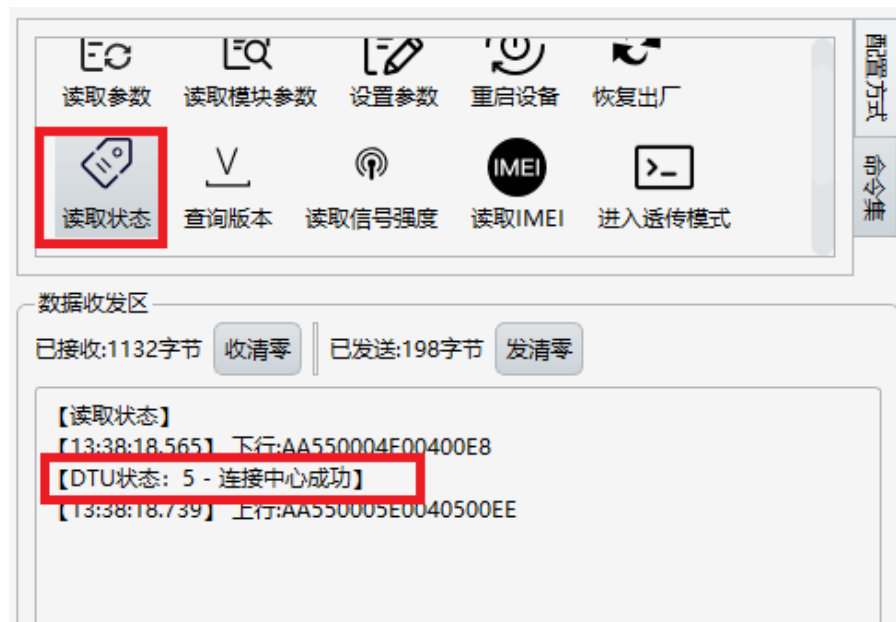 读取参数 读取模块参数 设置参数 重启设备 恢复出厂
配置方式
IMEI
读取状态 查询版本 读取信号强度 读取IMEI 进入透传模式
命令集
数据收发区
已接收:1132字节 收清零 已发送:198字节 发清零
【读取状态】
【13:38:18.565】 下行:AA550004E00400E8
【DTU状态：5 - 连接中心成功】
【13:38:18.739】 上行:AA550005E0040500EE